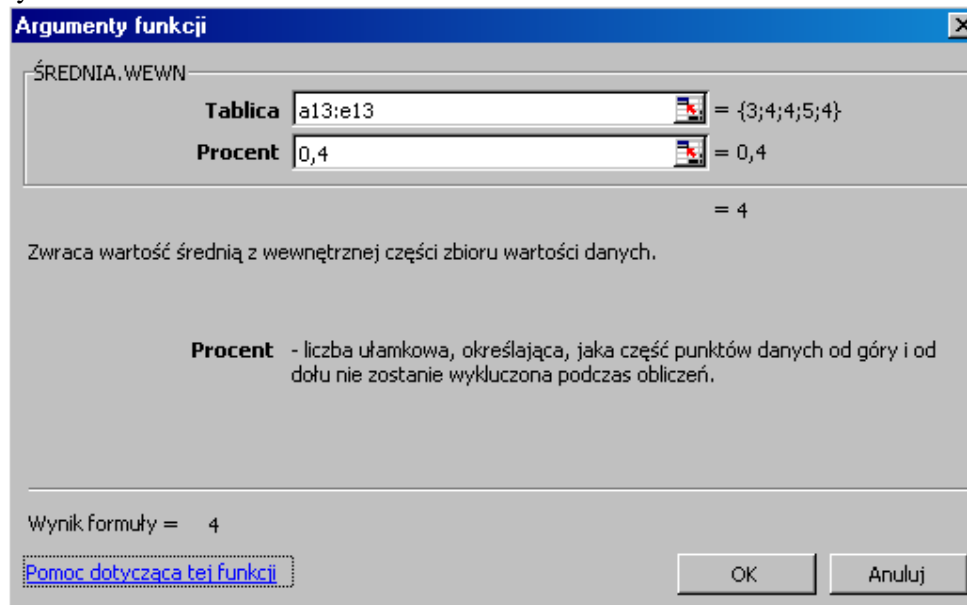 Argumenty funkcji
ŚREDNIA.WEWN
Tablica a13:e13 = {3;4;4;5;4}
Procent 0,4 = 0,4
= 4
Zwraca wartość średnią z wewnętrznej części zbioru wartości danych.
Procent - liczba ułamkowa, określająca, jaka część punktów danych od góry i od
dołu nie zostanie wykluczona podczas obliczeń.
Wynik formuły = 4
Pomoc dotycząca tej funkcji OK Anuluj